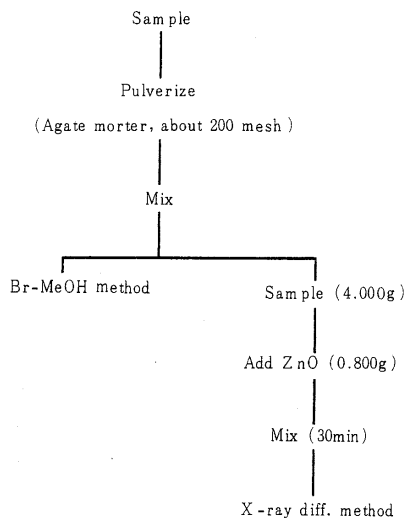 Sample
Pulverize
(Agate morter, about 200 mesh)
Mix
Br-MeOH method
Sample (4.000g)
Add ZnO (0.800g)
Mix (30min)
X-ray diff. method